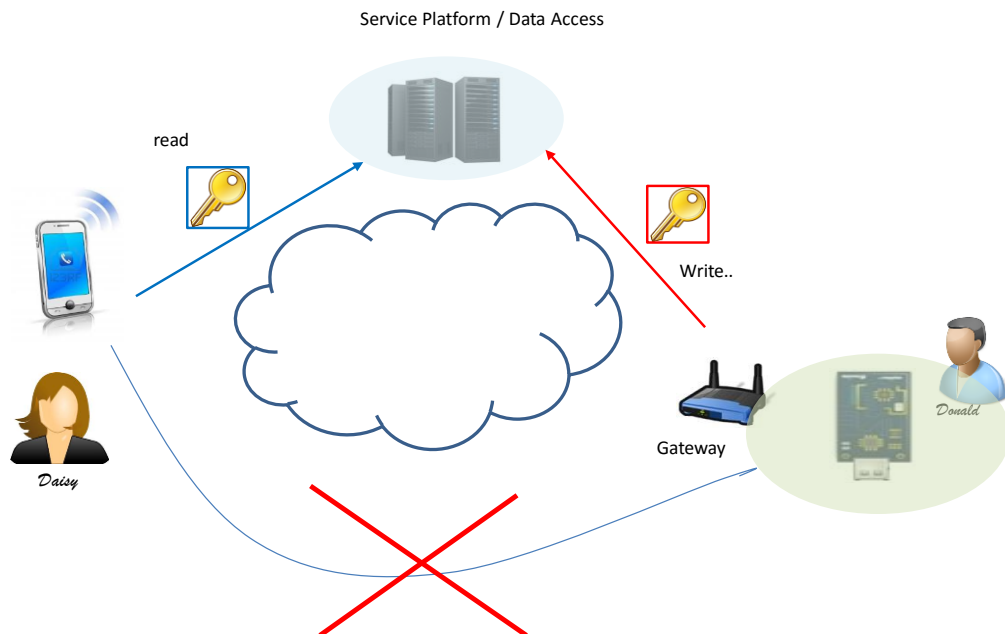 Service Platform / Data Access
read
Write..
Donald
Gateway
Daisy